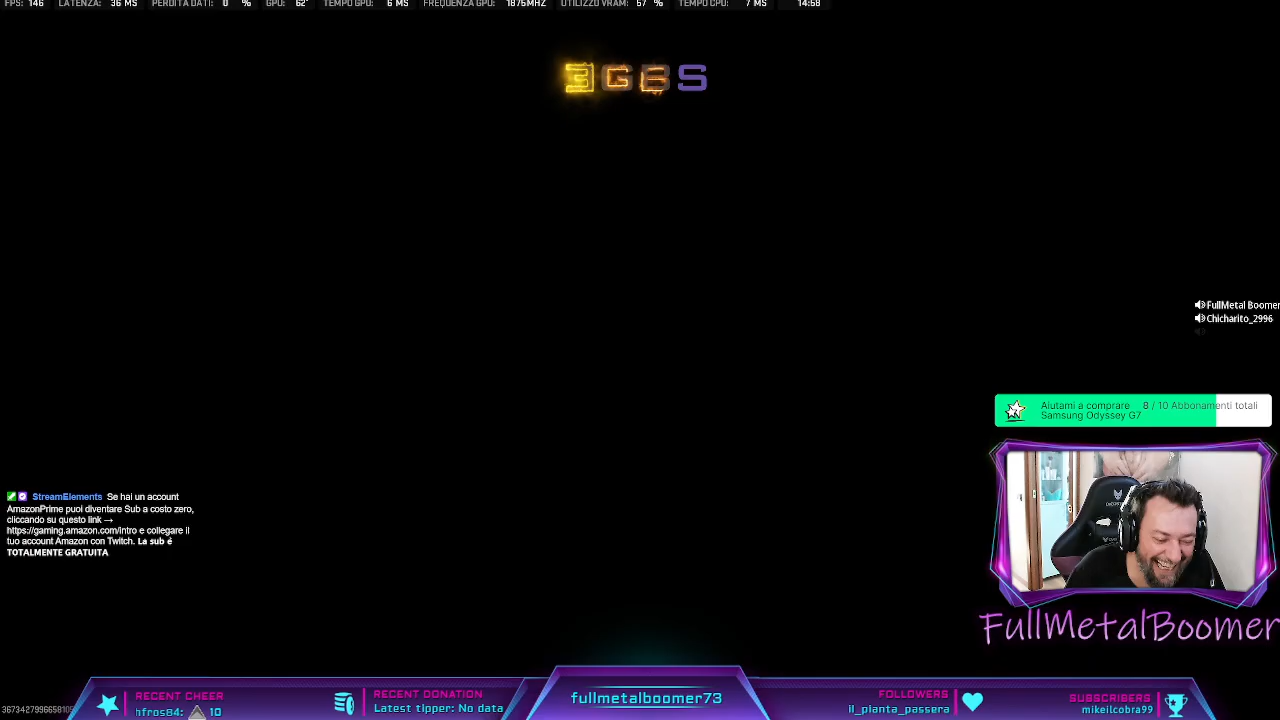 FPS: 146 LATENZA: 36 MS PERDITA DATI: 0 % GPU: 62° TEMPO GPU: 6 MS FREQUENZA GPU: 1875MHZ UTILIZZO VRAM: 57 % TEMPO CPU: 7 MS 14:58
3GBS
FullMetal Boomer
Chicharito_2996
Aiutami a comprare 8 / 10 Abbonamenti totali
Samsung Odyssey G7
StreamElements Se hai un account
AmazonPrime puoi diventare Sub a costo zero,
cliccando su questo link →
https://gaming.amazon.com/intro e collegare il
tuo account Amazon con Twitch. La sub é
TOTALMENTE GRATUITA
FullMetalBoomer
RECENT CHEER
hfros84: 10
RECENT DONATION
Latest tipper: No data
fullmetalboomer73
FOLLOWERS
il_pianta_passera
SUBSCRIBERS
mikeilcobra99